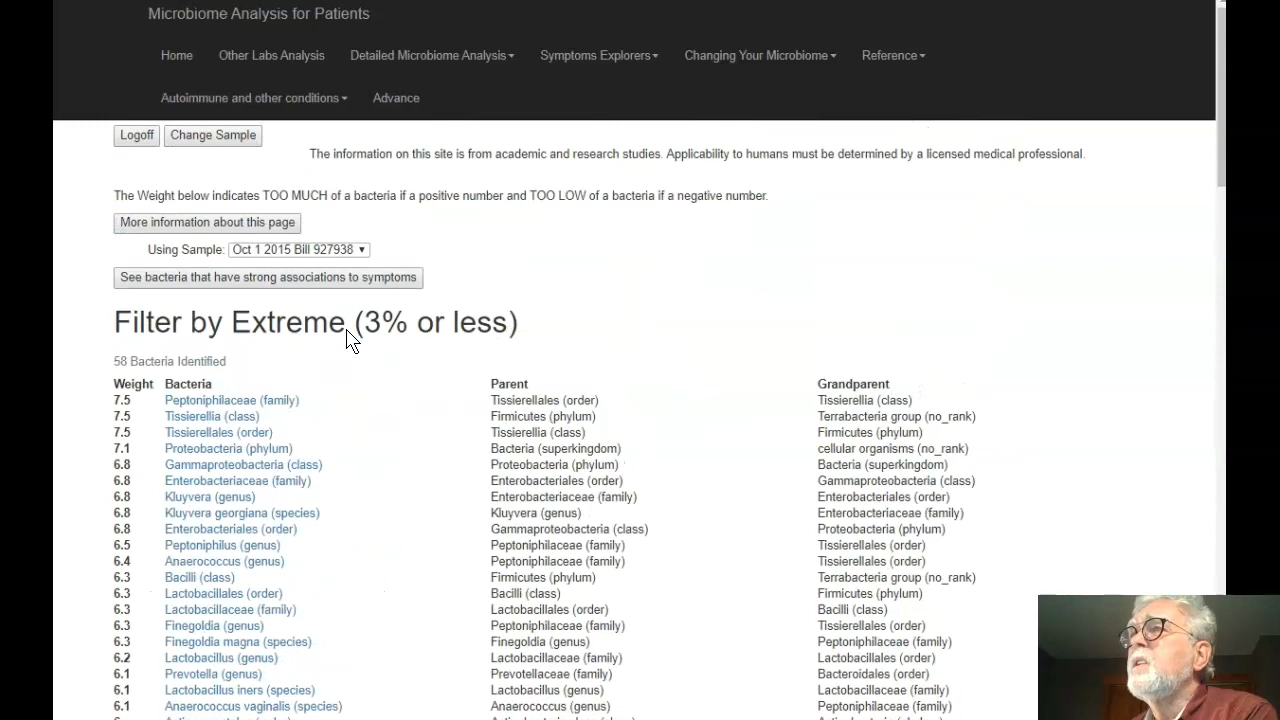 Microbiome Analysis for Patients
Home Other Labs Analysis Detailed Microbiome Analysis Symptoms Explorers Changing Your Microbiome Reference
Autoimmune and other conditions Advance
Logoff Change Sample
The information on this site is from academic and research studies. Applicability to humans must be determined by a licensed medical professional.
The Weight below indicates TOO MUCH of a bacteria if a positive number and TOO LOW of a bacteria if a negative number.
More information about this page
Using Sample: Oct 1 2015 Bill 927938
See bacteria that have strong associations to symptoms
Filter by Extreme (3% or less)
58 Bacteria Identified
Weight Bacteria Parent Grandparent
7.5 Peptoniphilaceae (family) Tissierellales (order) Tissierellia (class)
7.5 Tissierellia (class) Firmicutes (phylum) Terrabacteria group (no_rank)
7.5 Tissierellales (order) Tissierellia (class) Firmicutes (phylum)
7.1 Proteobacteria (phylum) Bacteria (superkingdom) cellular organisms (no_rank)
6.8 Gammaproteobacteria (class) Proteobacteria (phylum) Bacteria (superkingdom)
6.8 Enterobacteriaceae (family) Enterobacteriales (order) Gammaproteobacteria (class)
6.8 Kluyvera (genus) Enterobacteriaceae (family) Enterobacteriales (order)
6.8 Kluyvera georgiana (species) Kluyvera (genus) Enterobacteriaceae (family)
6.8 Enterobacteriales (order) Gammaproteobacteria (class) Proteobacteria (phylum)
6.5 Peptoniphilus (genus) Peptoniphilaceae (family) Tissierellales (order)
6.4 Anaerococcus (genus) Peptoniphilaceae (family) Tissierellales (order)
6.3 Bacilli (class) Firmicutes (phylum) Terrabacteria group (no_rank)
6.3 Lactobacillales (order) Bacilli (class) Firmicutes (phylum)
6.3 Lactobacillaceae (family) Lactobacillales (order) Bacilli (class)
6.3 Finegoldia (genus) Peptoniphilaceae (family) Tissierellales (order)
6.3 Finegoldia magna (species) Finegoldia (genus) Peptoniphilaceae (family)
6.2 Lactobacillus (genus) Lactobacillaceae (family) Lactobacillales (order)
6.1 Prevotella (genus) Prevotellaceae (family) Bacteroidales (order)
6.1 Lactobacillus iners (species) Lactobacillus (genus) Lactobacillaceae (family)
6.1 Anaerococcus vaginalis (species) Anaerococcus (genus) Peptoniphilaceae (family)